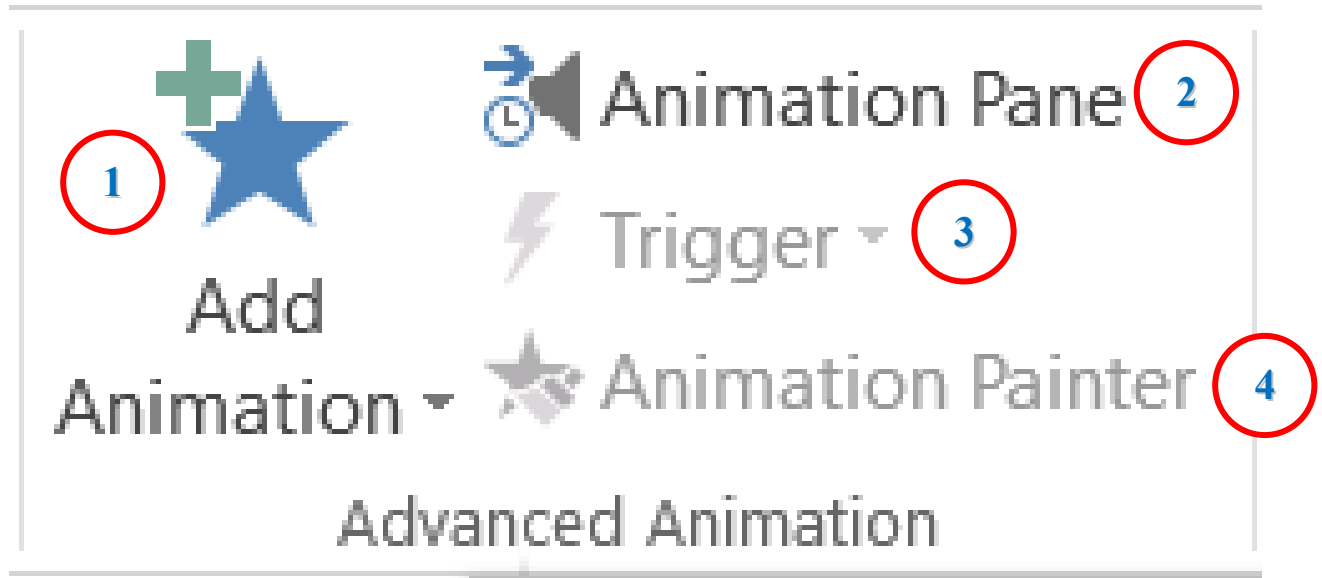 1
Add
Animation
Animation Pane 2
Trigger 3
Animation Painter 4
Advanced Animation